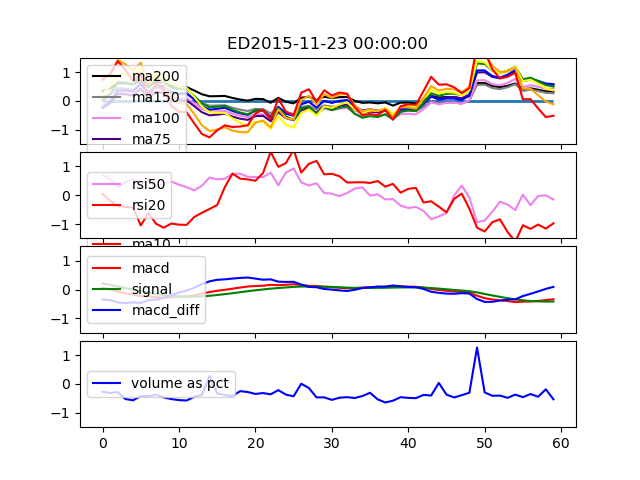 ED2015-11-23 00:00:00
1
0
−1
ma200
ma150
ma100
ma75
1
0
−1
rsi50
rsi20
ma10
1
0
−1
macd
signal
macd_diff
1
0
−1
volume as pct
0 10 20 30 40 50 60